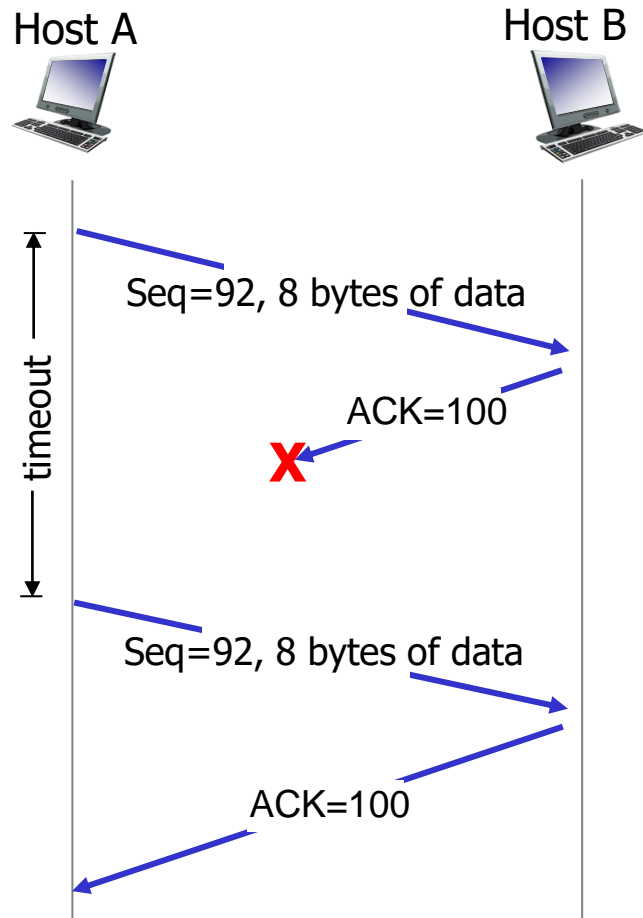 Host A
Host B
Seq=92, 8 bytes of data
ACK=100
X
timeout
Seq=92, 8 bytes of data
ACK=100